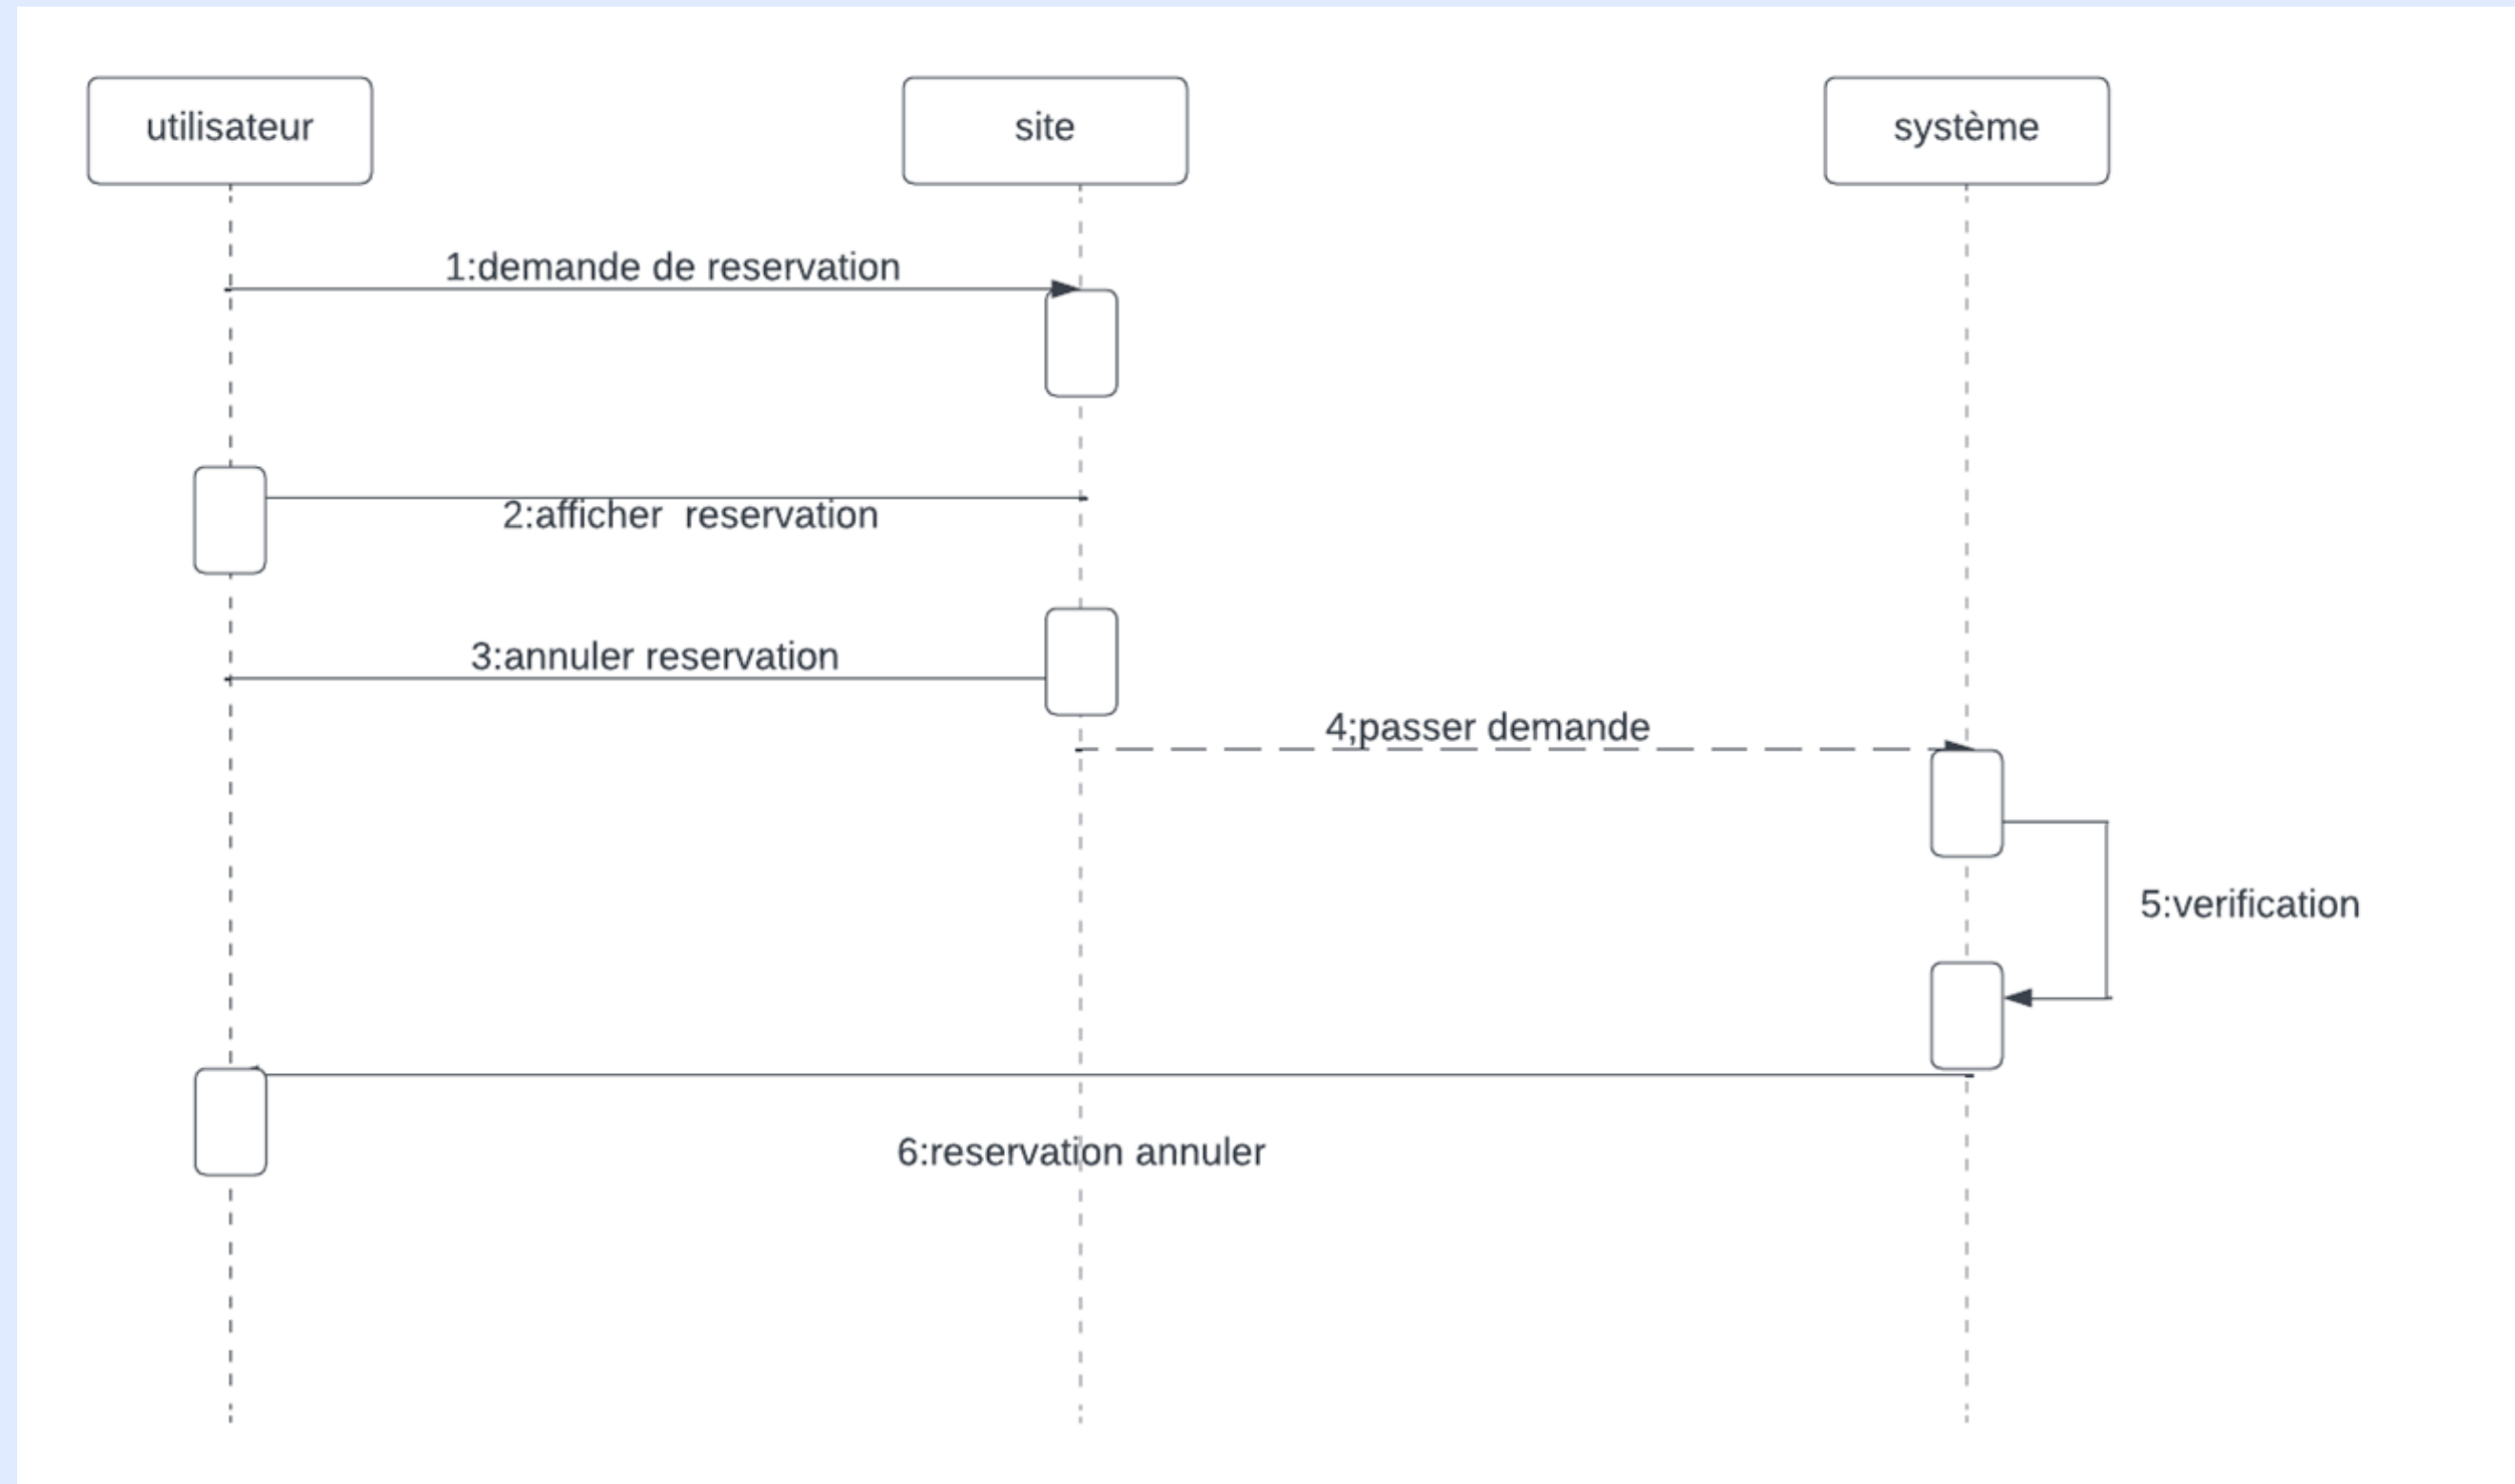 utilisateur
site
système
1:demande de reservation
2:afficher  reservation
3:annuler reservation
4;passer demande
5:verification
6:reservation annuler